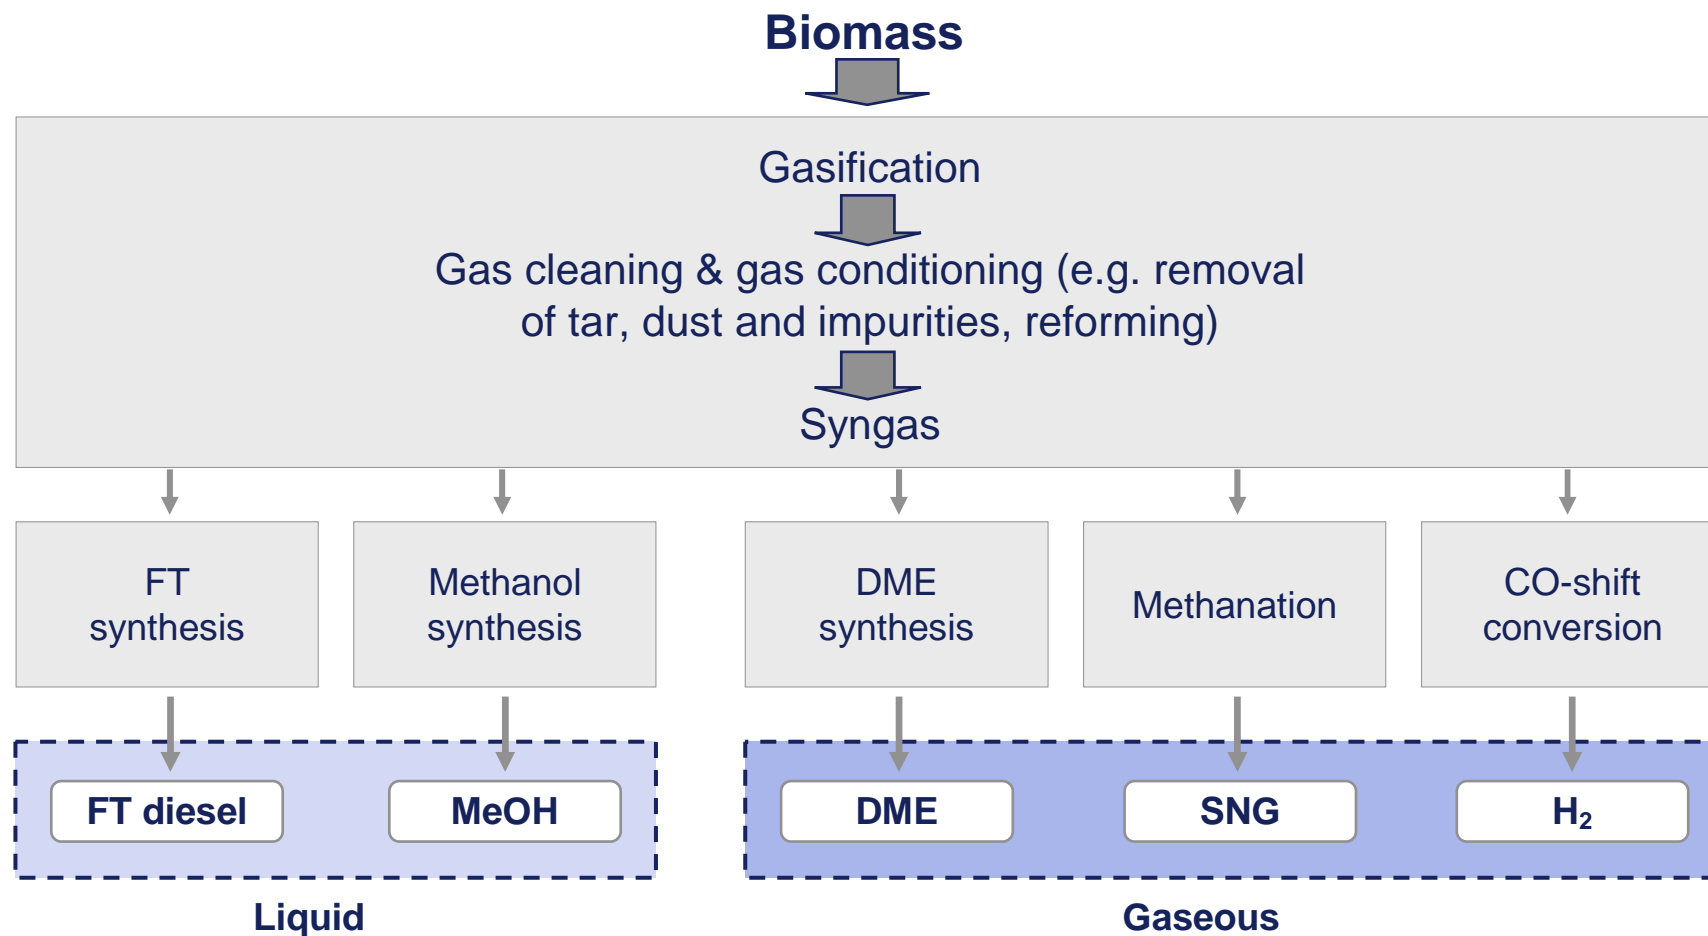 Biomass
Gasification
Gas cleaning & gas conditioning (e.g. removal
of tar, dust and impurities, reforming)
Syngas
FT
synthesis
Methanol
synthesis
DME
synthesis
Methanation
CO-shift
conversion
FT diesel
MeOH
DME
SNG
H₂
Liquid
Gaseous